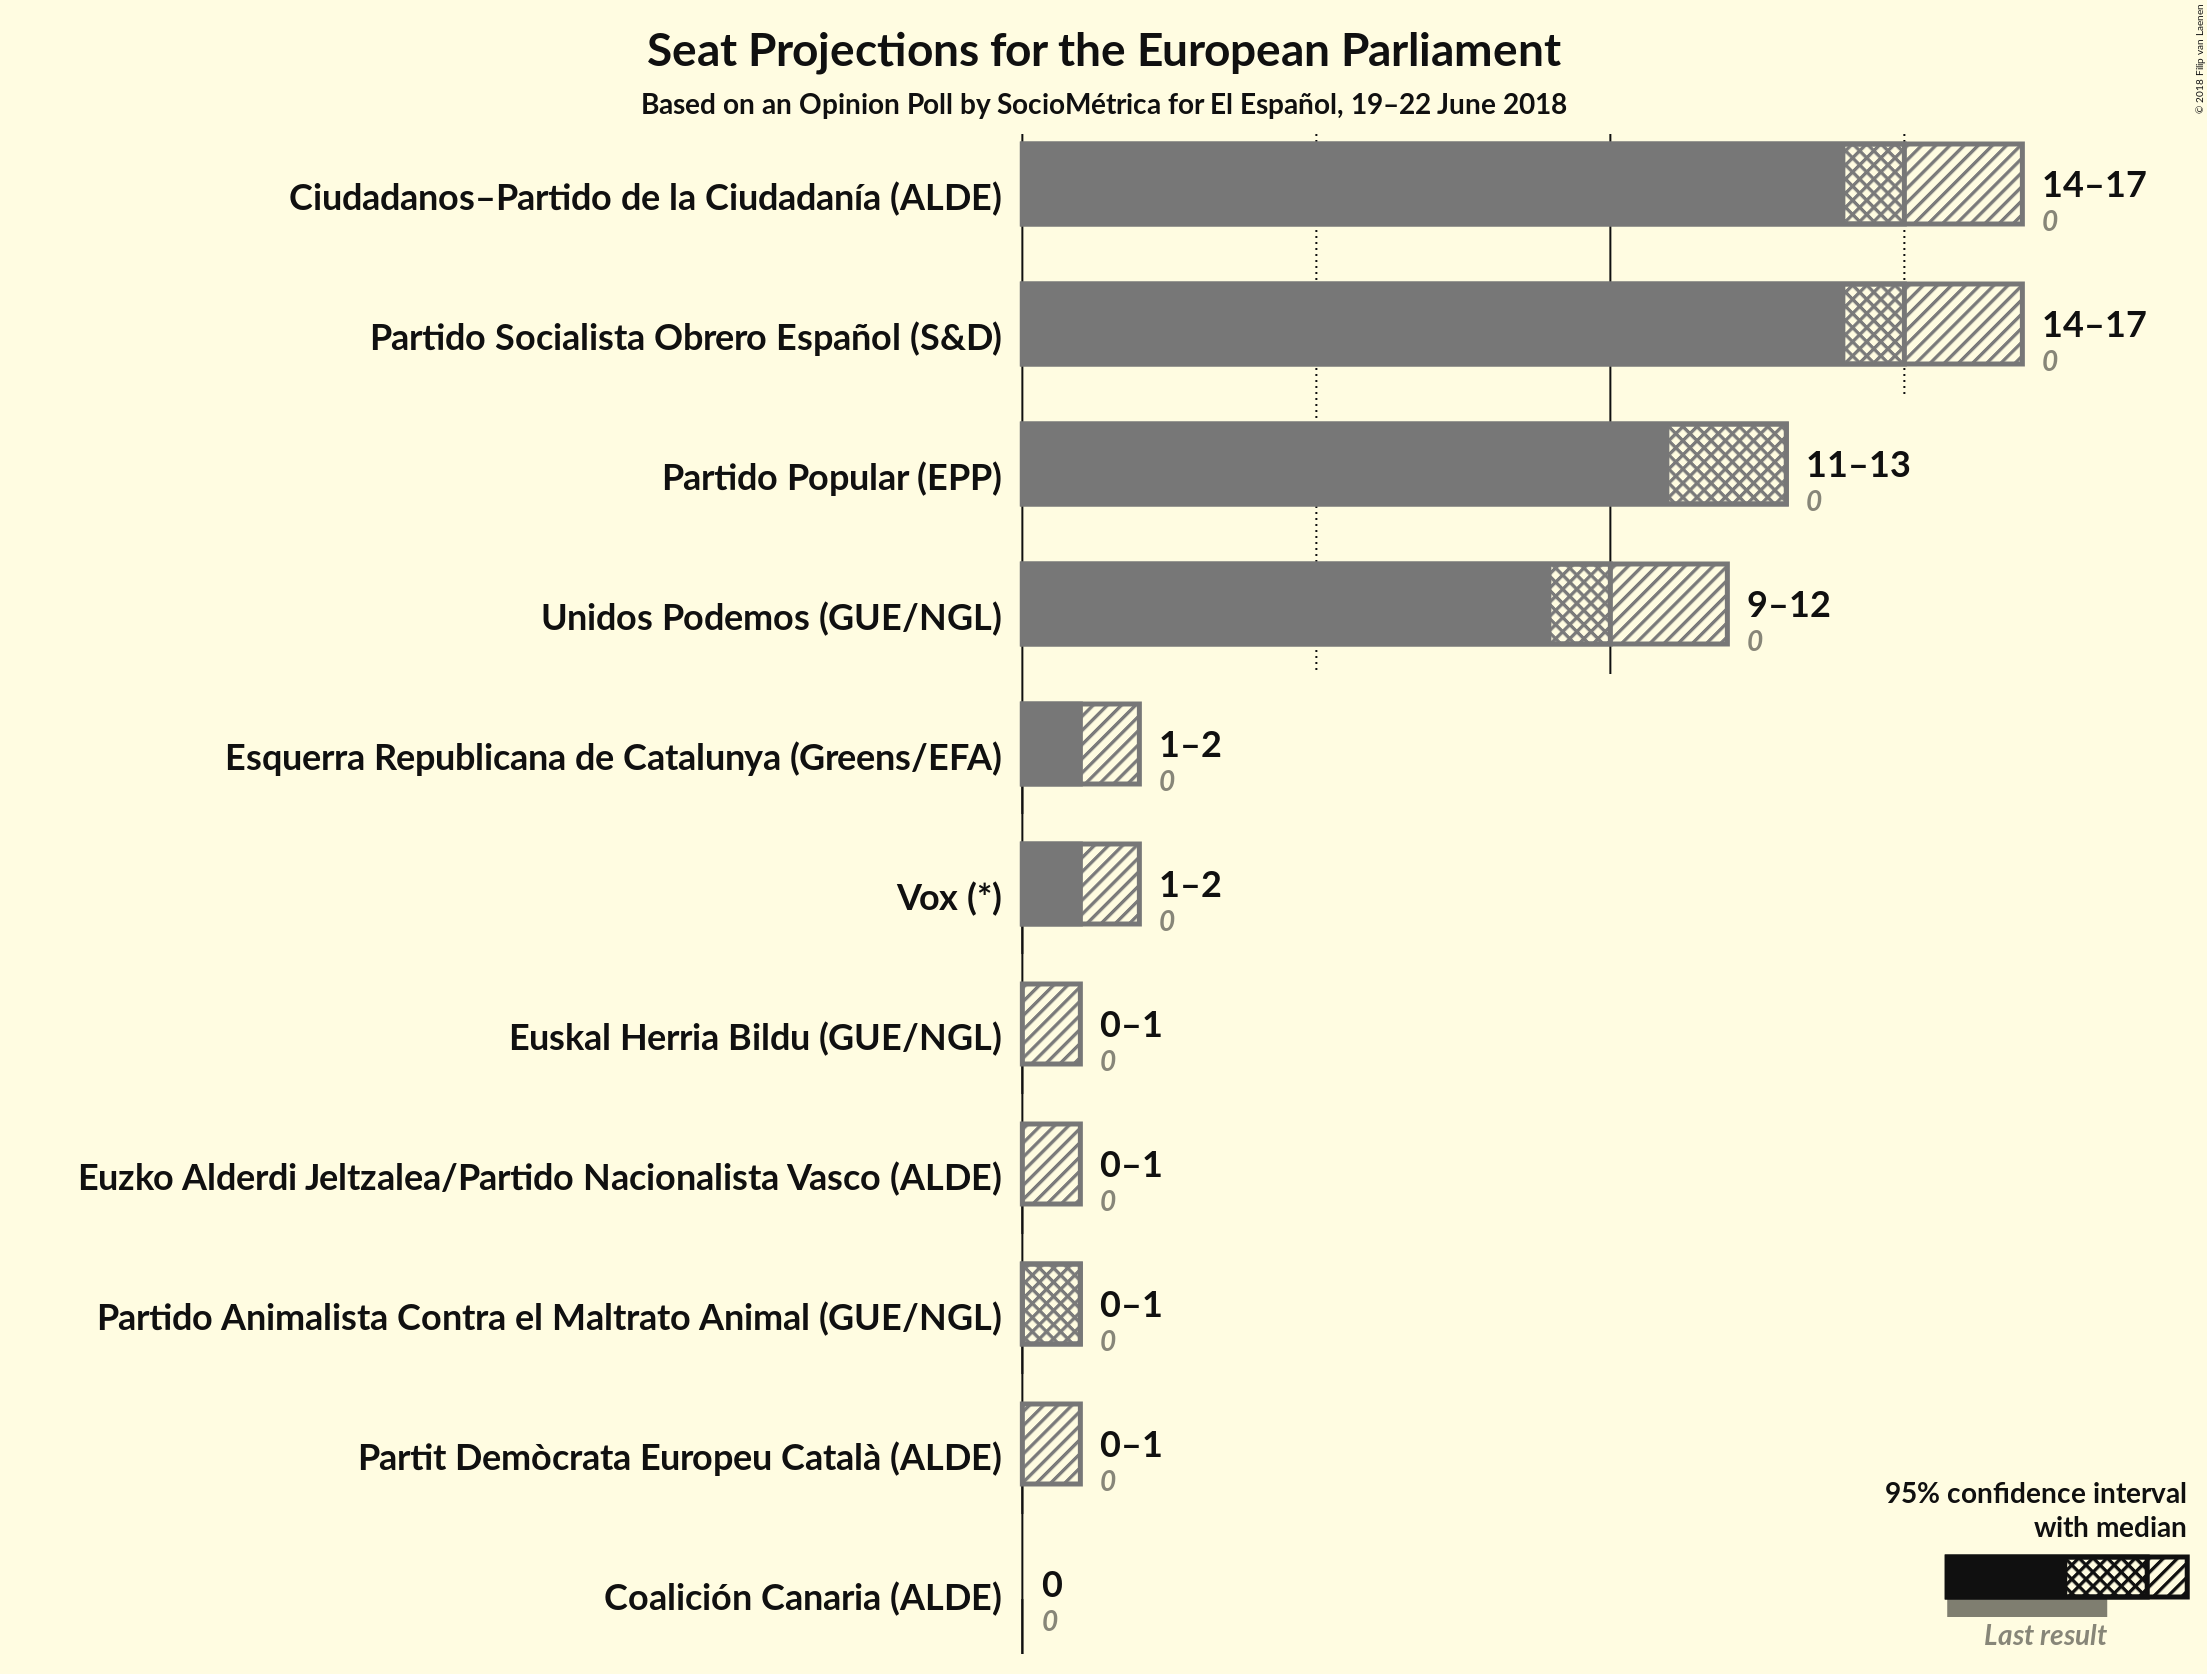 Seat Projections for the European Parliament
Based on an Opinion Poll by SocioMétrica for El Español, 19–22 June 2018
© 2018 Filip van Laenen
Ciudadanos–Partido de la Ciudadanía (ALDE)
14–17
0
Partido Socialista Obrero Español (S&D)
14–17
0
Partido Popular (EPP)
11–13
0
Unidos Podemos (GUE/NGL)
9–12
0
Esquerra Republicana de Catalunya (Greens/EFA)
1–2
0
Vox (*)
1–2
0
Euskal Herria Bildu (GUE/NGL)
0–1
0
Euzko Alderdi Jeltzalea/Partido Nacionalista Vasco (ALDE)
0–1
0
Partido Animalista Contra el Maltrato Animal (GUE/NGL)
0–1
0
Partit Demòcrata Europeu Català (ALDE)
0–1
0
Coalición Canaria (ALDE)
0
0
95% confidence interval
with median
Last result